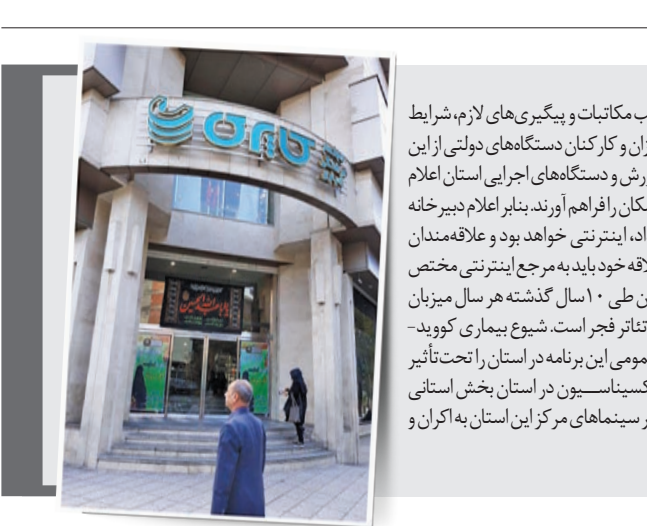 یا اباعبدالله الحسین
ب مکاتبات و پیگیری‌های لازم، شرایط
زان و کارکنان دستگاه‌های دولتی از این
رش و دستگاه‌های اجرایی استان اعلام
کان را فراهم آورند. بنابر اعلام دبیرخانه
اد، اینترنتی خواهد بود و علاقه‌مندان
لاقه خود باید به مرجع اینترنتی مختص
ن طی ۱۰ سال گذشته هر سال میزبان
تئاتر فجر است. شیوع بیماری کووید-
مومی این برنامه در استان را تحت تأثیر
کسیناسیون در استان بخش استانی
ر سینماهای مرکز این استان به اکران و